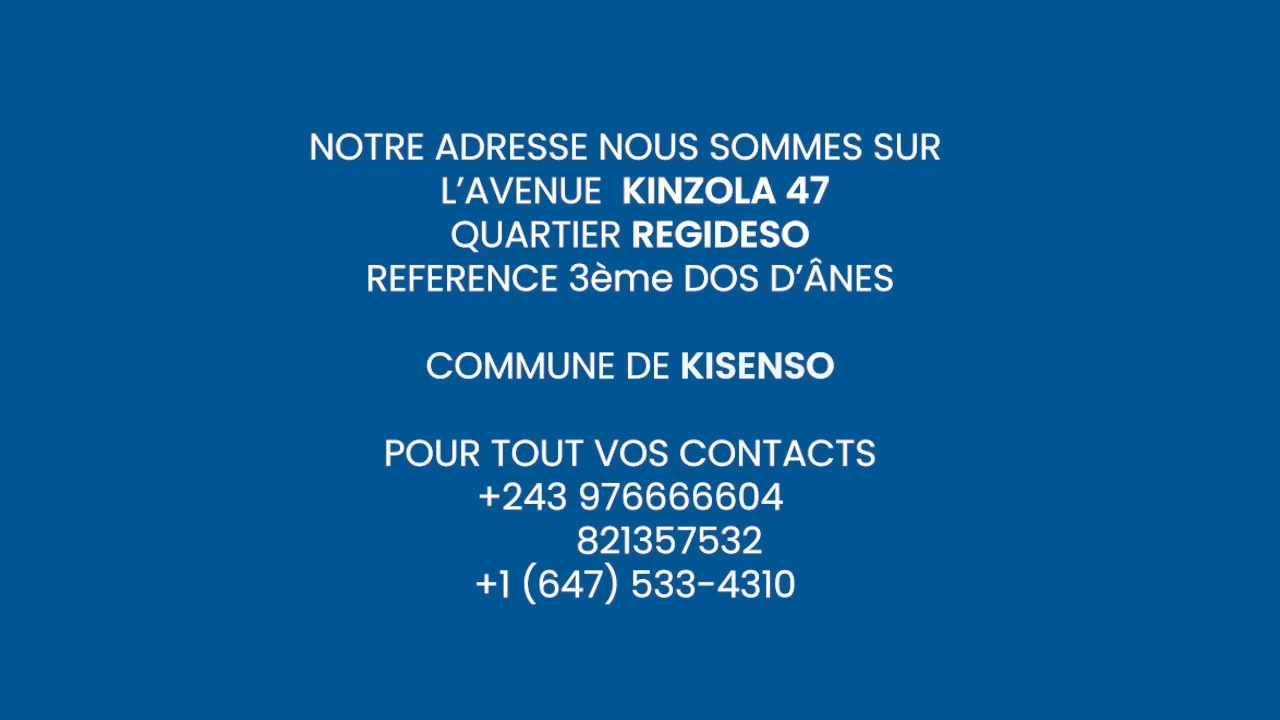 NOTRE ADRESSE NOUS SOMMES SUR
L’AVENUE KINZOLA 47
QUARTIER REGIDESO
REFERENCE 3ème DOS D’ÂNES
COMMUNE DE KISENSO
POUR TOUT VOS CONTACTS
+243 976666604
821357532
+1 (647) 533-4310